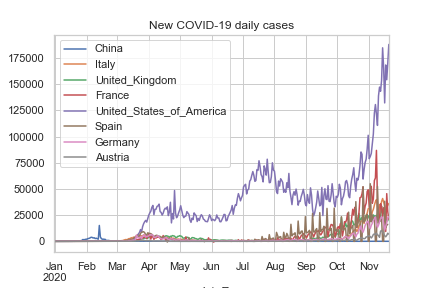 New COVID-19 daily cases
China
Italy
United_Kingdom
France
United_States_of_America
Spain
Germany
Austria
175000
150000
125000
100000
75000
50000
25000
0
Jan Feb Mar Apr May Jun Jul Aug Sep Oct Nov
2020